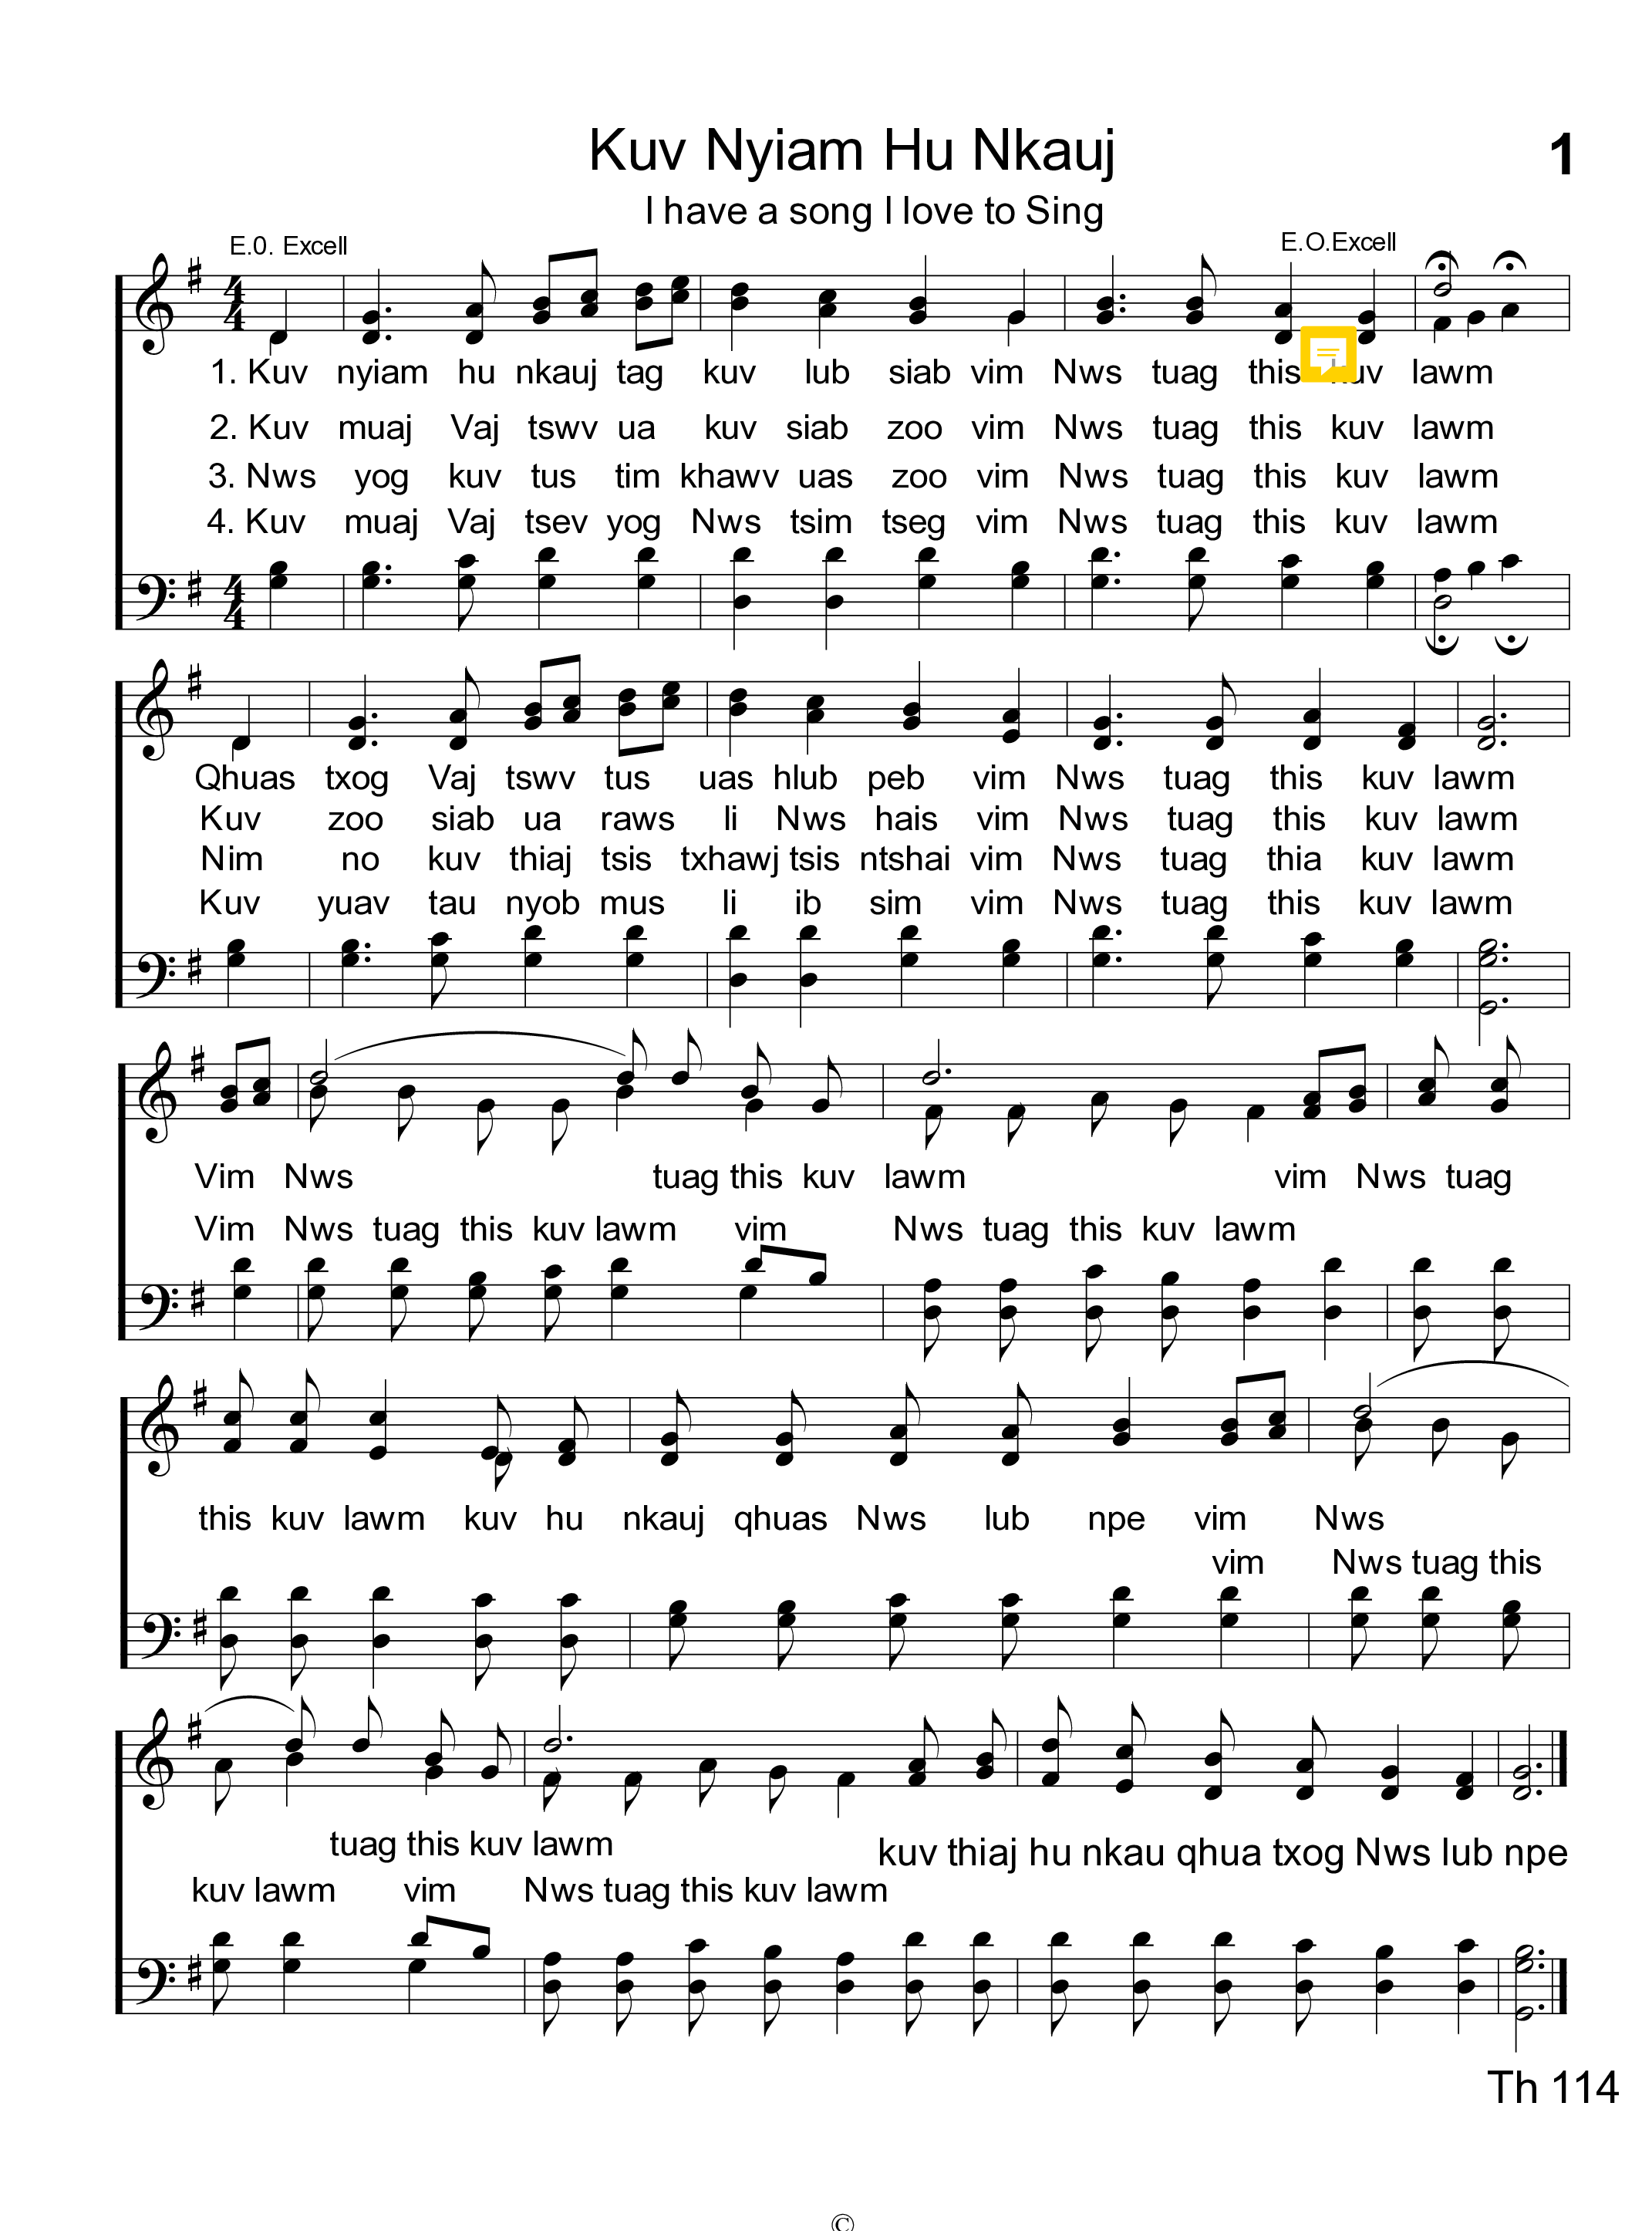 Kuv Nyiam Hu Nkauj
1
I have a song I love to Sing
E.0. Excell
E.O.Excell
1. Kuv nyiam hu nkauj tag kuv lub siab vim Nws tuag this kuv lawm
2. Kuv muaj Vaj tswv ua kuv siab zoo vim Nws tuag this kuv lawm
3. Nws yog kuv tus tim khawv uas zoo vim Nws tuag this kuv lawm
4. Kuv muaj Vaj tsev yog Nws tsim tseg vim Nws tuag this kuv lawm
Qhuas txog Vaj tswv tus uas hlub peb vim Nws tuag this kuv lawm
Kuv zoo siab ua raws li Nws hais vim Nws tuag this kuv lawm
Nim no kuv thiaj tsis txhawj tsis ntshai vim Nws tuag thia kuv lawm
Kuv yuav tau nyob mus li ib sim vim Nws tuag this kuv lawm
Vim Nws tuag this kuv lawm vim Nws tuag
Vim Nws tuag this kuv lawm vim Nws tuag this kuv lawm
this kuv lawm kuv hu nkauj qhuas Nws lub npe vim Nws
vim Nws tuag this
tuag this kuv lawm
kuv thiaj hu nkau qhua txog Nws lub npe
kuv lawm vim Nws tuag this kuv lawm
Th 114
©